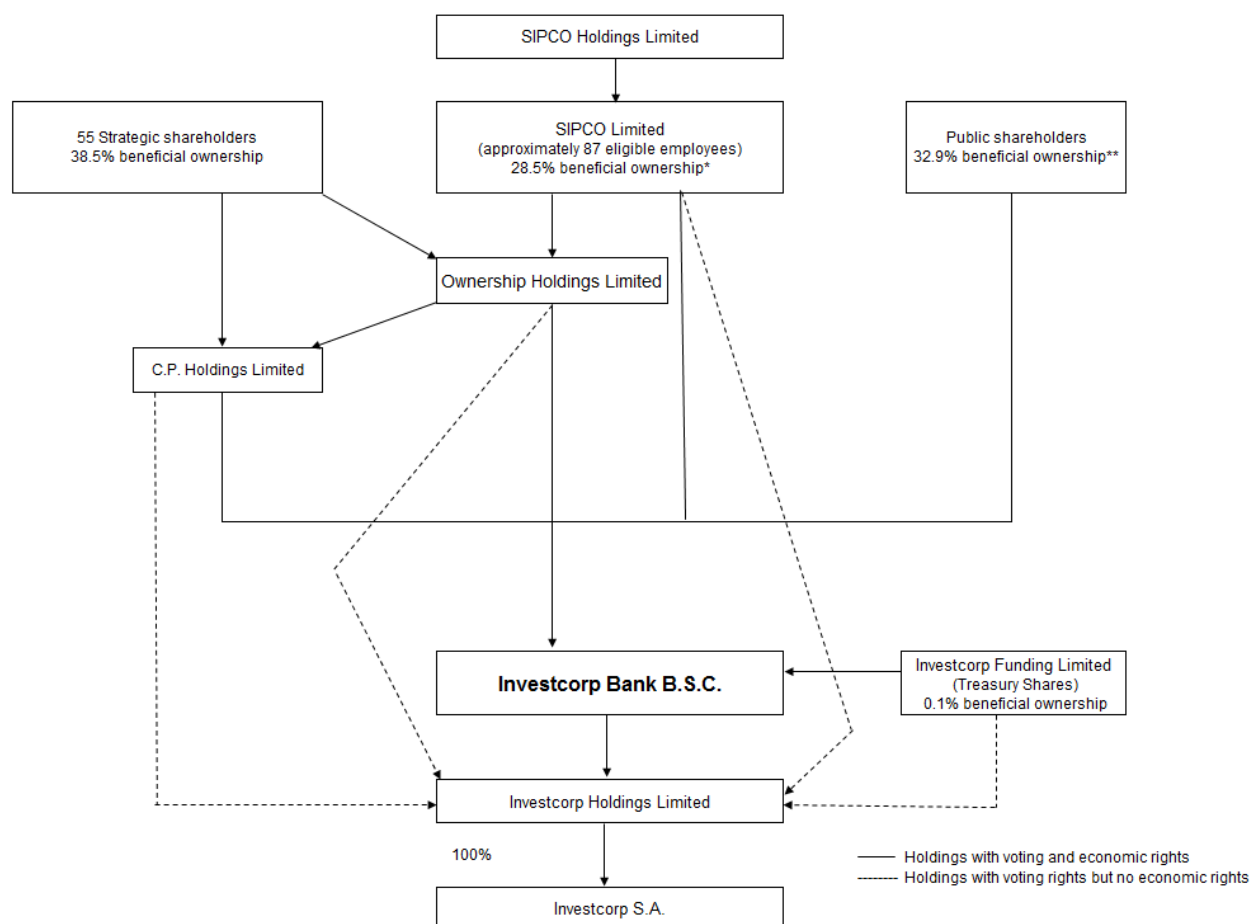 SIPCO Holdings Limited
55 Strategic shareholders
38.5% beneficial ownership
SIPCO Limited
(approximately 87 eligible employees)
28.5% beneficial ownership*
Public shareholders
32.9% beneficial ownership**
Ownership Holdings Limited
C.P. Holdings Limited
Investcorp Bank B.S.C.
Investcorp Funding Limited
(Treasury Shares)
0.1% beneficial ownership
Investcorp Holdings Limited
100%
Holdings with voting and economic rights
Holdings with voting rights but no economic rights
Investcorp S.A.